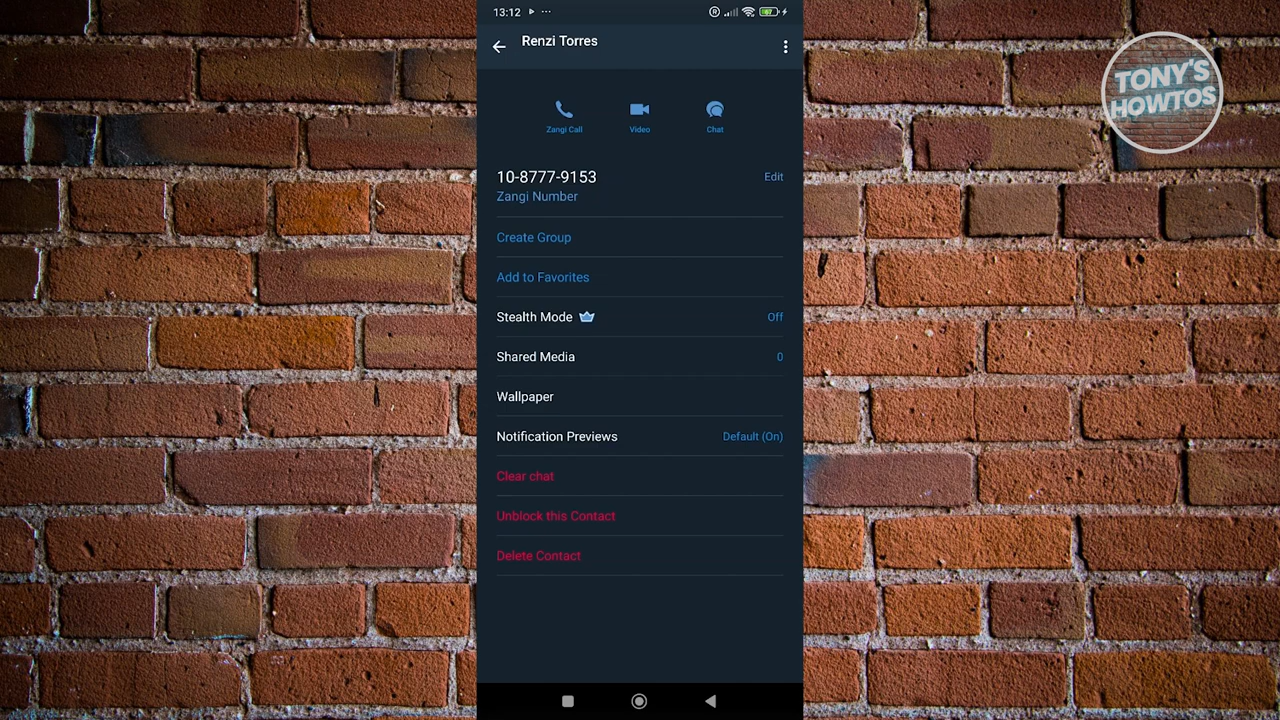 13:12
Renzi Torres
TONY'S
HOWTOS
Zangi Call
Video
Chat
10-8777-9153
Edit
Zangi Number
Create Group
Add to Favorites
Stealth Mode
Off
Shared Media
0
Wallpaper
Notification Previews
Default (On)
Clear chat
Unblock this Contact
Delete Contact